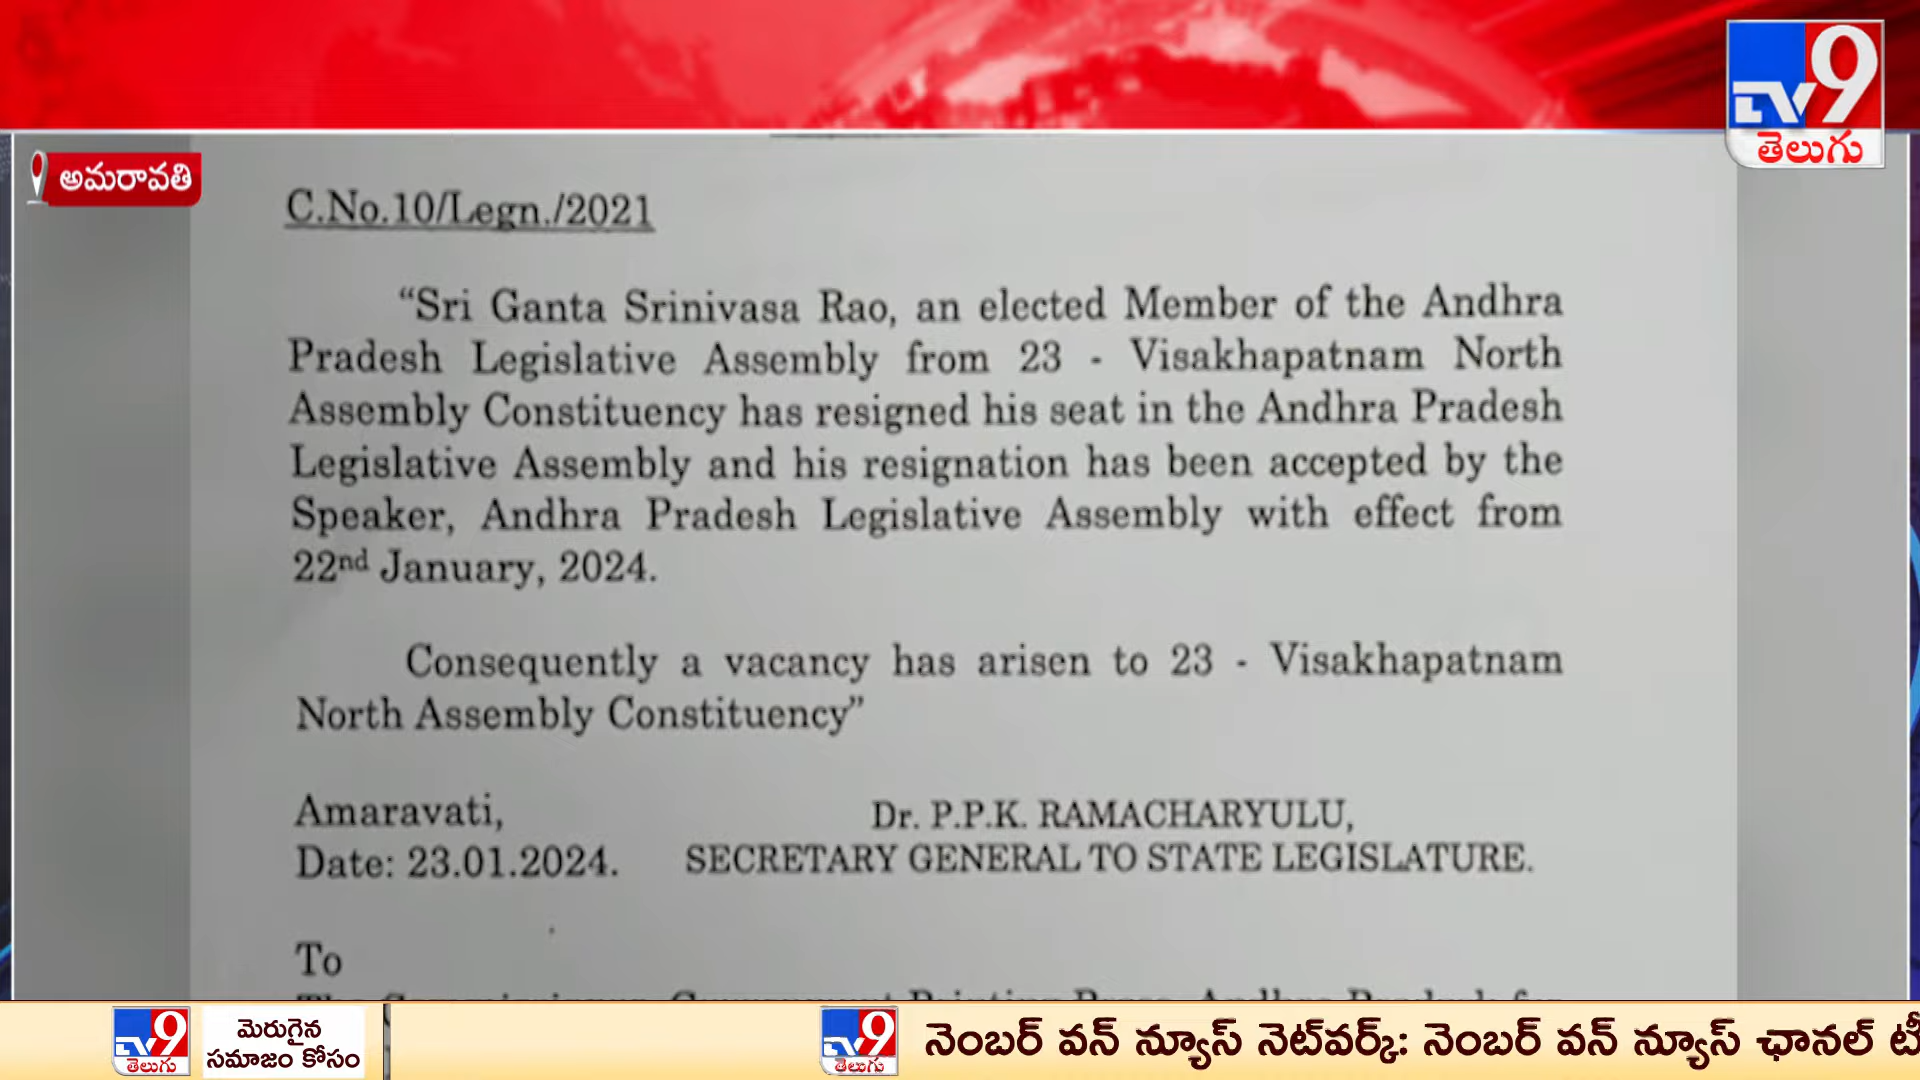 TV9
తెలుగు
అమరావతి
C.No.10/Legn./2021
“Sri Ganta Srinivasa Rao, an elected Member of the Andhra
Pradesh Legislative Assembly from 23 - Visakhapatnam North
Assembly Constituency has resigned his seat in the Andhra Pradesh
Legislative Assembly and his resignation has been accepted by the
Speaker, Andhra Pradesh Legislative Assembly with effect from
22nd January, 2024.
Consequently a vacancy has arisen to 23 - Visakhapatnam
North Assembly Constituency”
Amaravati,
Dr. P.P.K. RAMACHARYULU,
Date: 23.01.2024.
SECRETARY GENERAL TO STATE LEGISLATURE.
To
TV9
తెలుగు
మెరుగైన
సమాజం కోసం
TV9
తెలుగు
నెంబర్ వన్ న్యూస్ నెట్‌వర్క్: నెంబర్ వన్ న్యూస్ ఛానల్